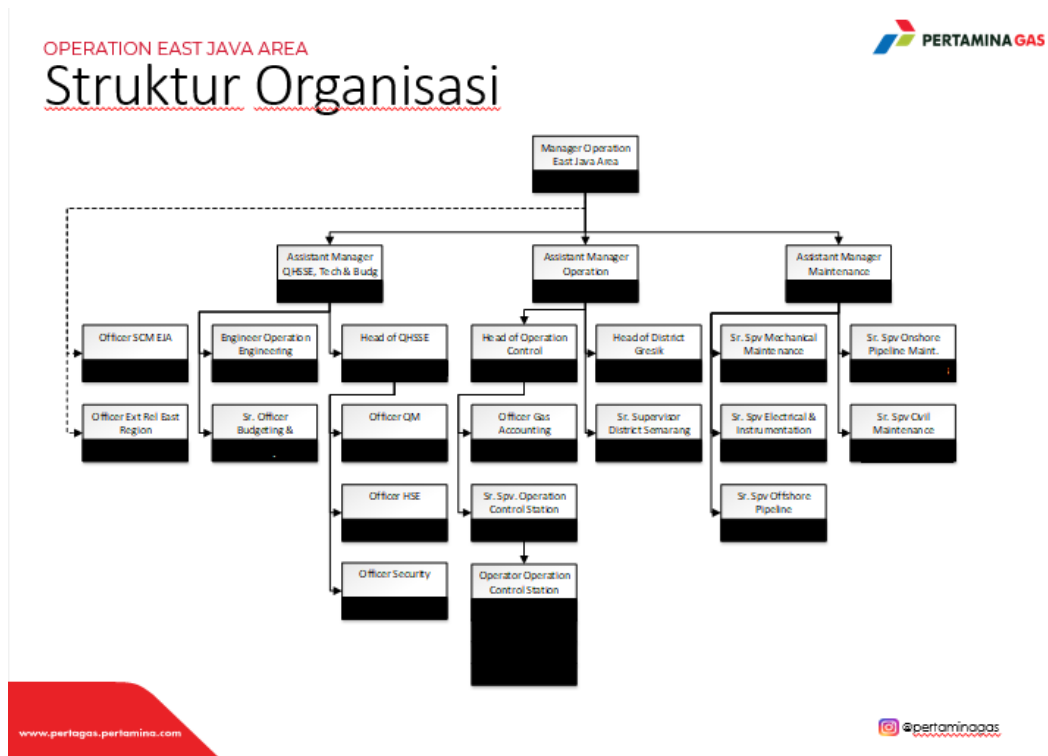 OPERATION EAST JAVA AREA
Struktur Organisasi
PERTAMINA GAS
Manager Operation
East Java Area
Assistant Manager
QHSSE, Tech & Budg
Assistant Manager
Operation
Assistant Manager
Maintenance
Officer SCM EJA
Engineer Operation
Engineering
Head of QHSSE
Head of Operation
Control
Head of District
Gresik
Sr. Spv Mechanical
Maintenance
Sr. Spv Onshore
Pipeline Maint.
Officer Ext Rel East
Region
Sr. Officer
Budgeting &
Officer QM
Officer Gas
Accounting
Sr. Supervisor
District Semarang
Sr. Spv Electrical &
Instrumentation
Sr. Spv Civil
Maintenance
Officer HSE
Sr. Spv. Operation
Control Station
Sr. Spv Offshore
Pipeline
Officer Security
Operator Operation
Control Station
www.pertagas.pertamina.com
@pertaminagas